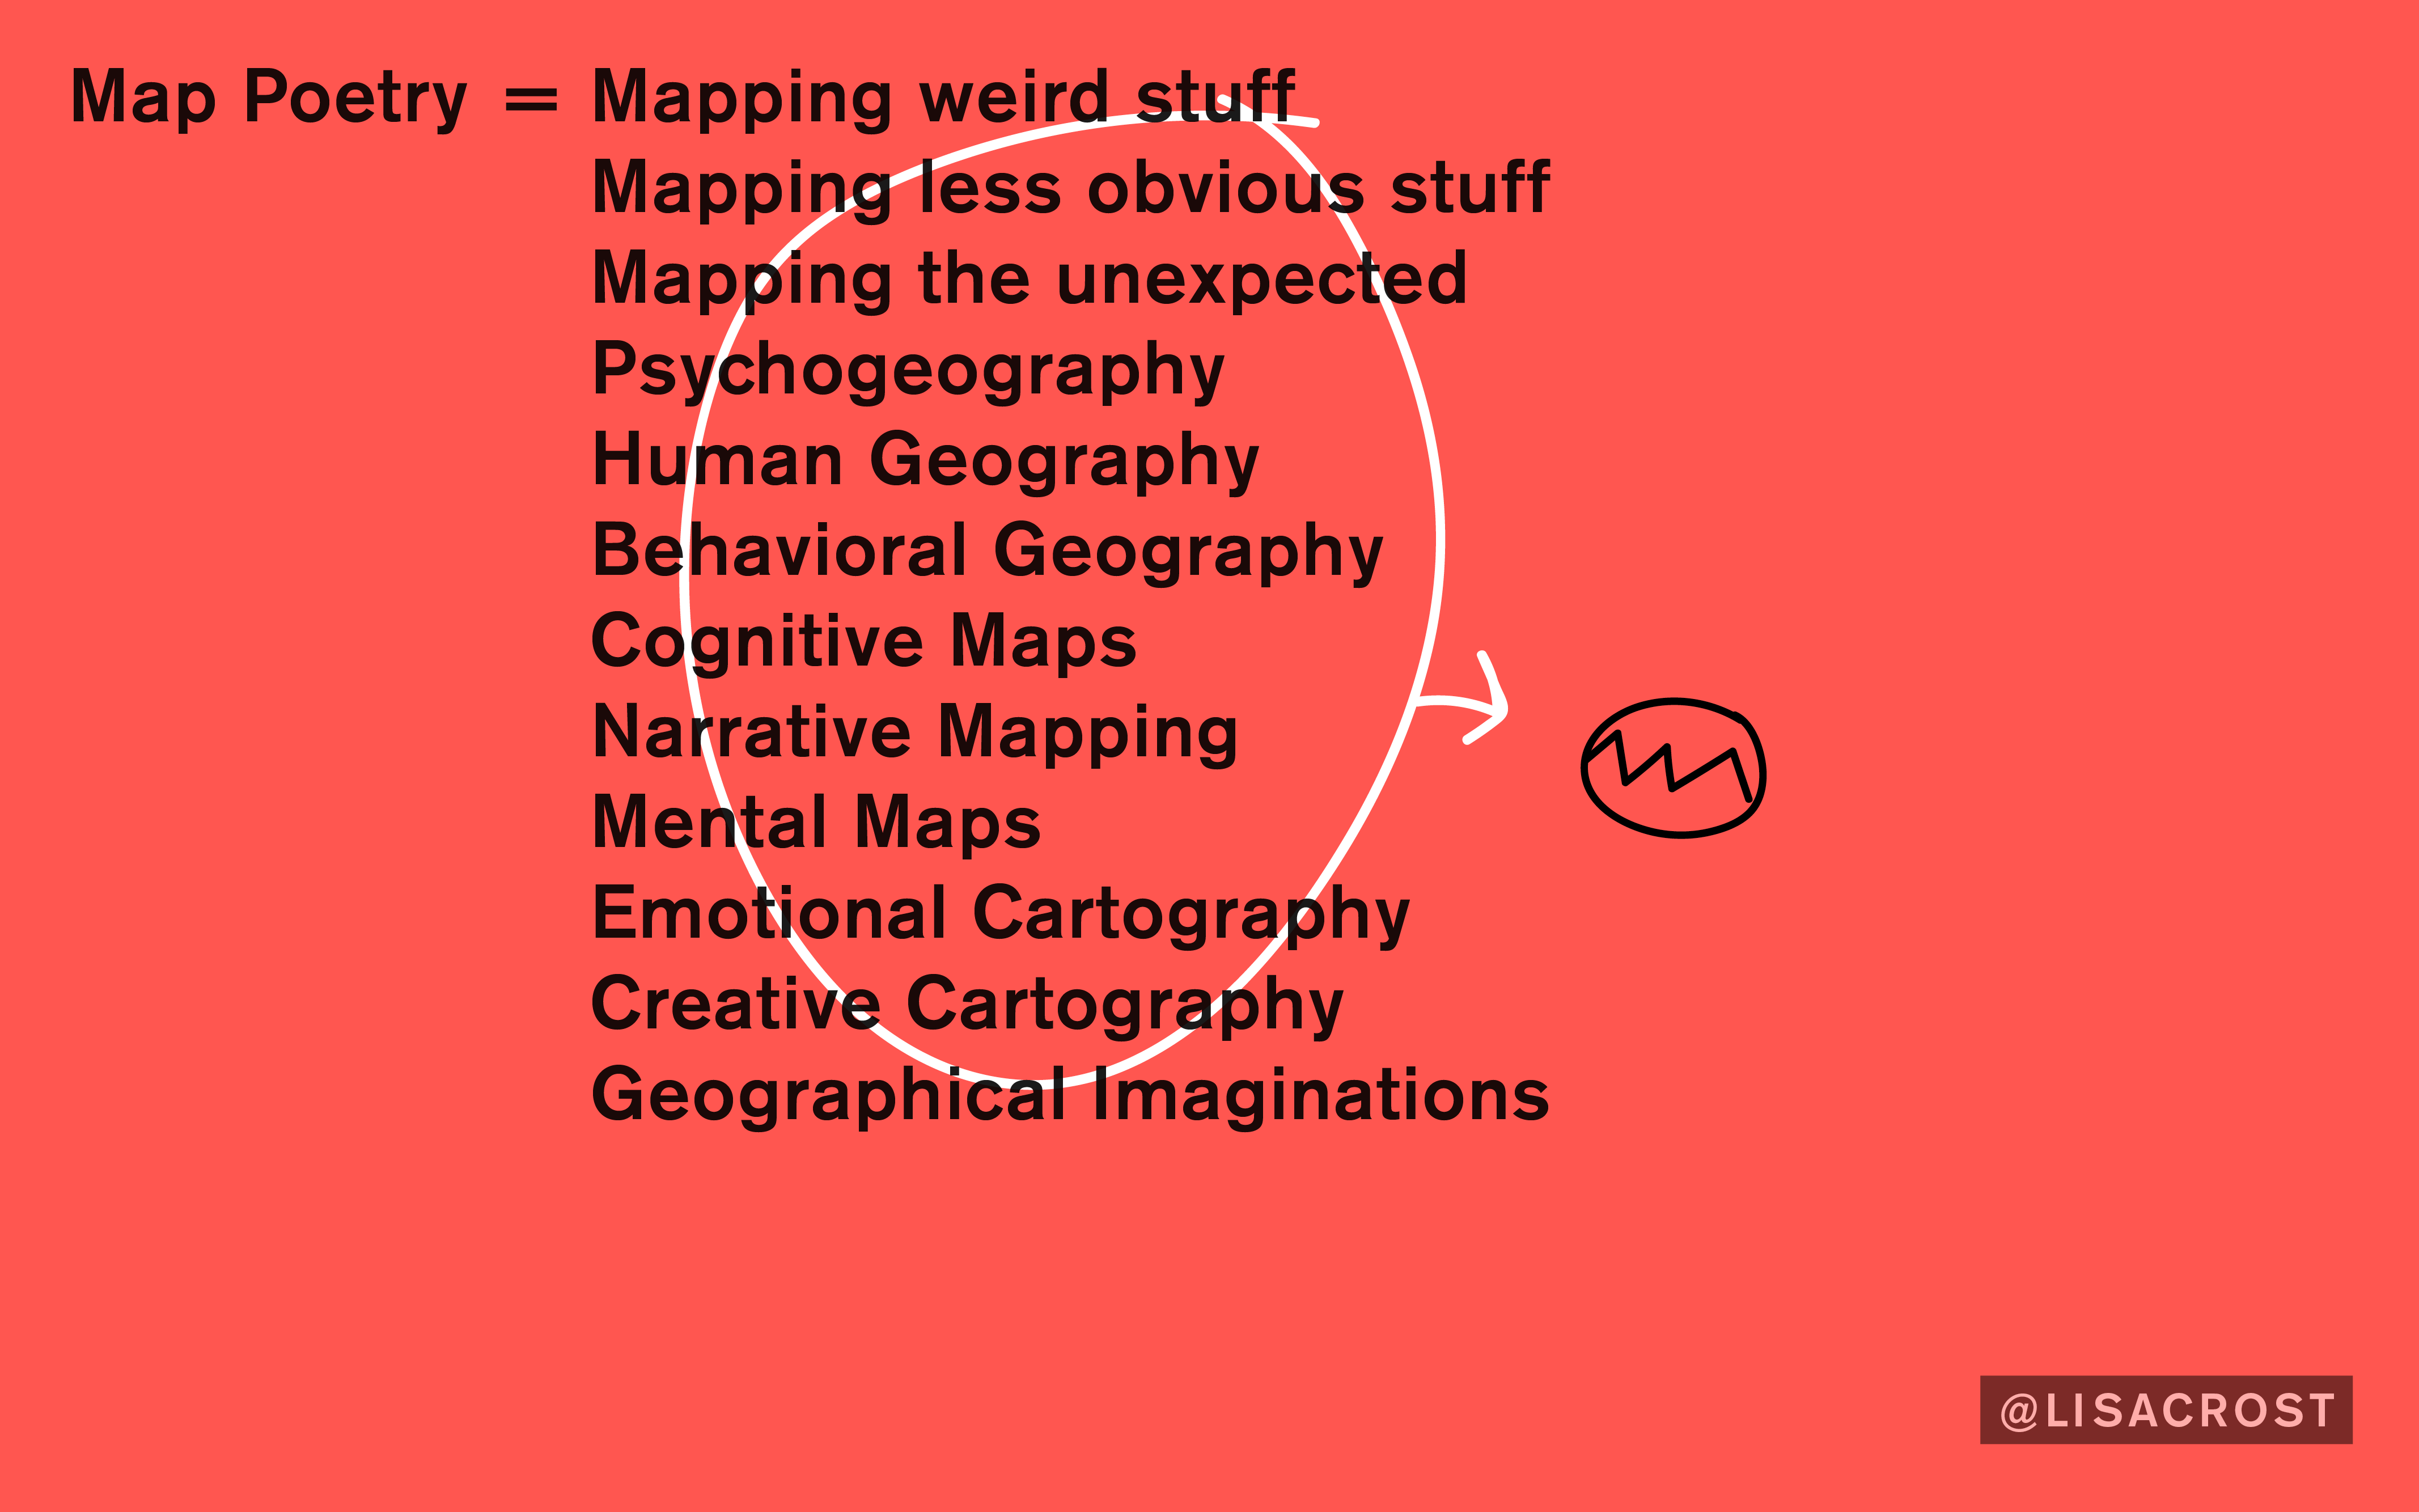 Map Poetry = Mapping weird stuff
Mapping less obvious stuff
Mapping the unexpected
Psychogeography
Human Geography
Behavioral Geography
Cognitive Maps
Narrative Mapping
Mental Maps
Emotional Cartography
Creative Cartography
Geographical Imaginations
@LISACROST